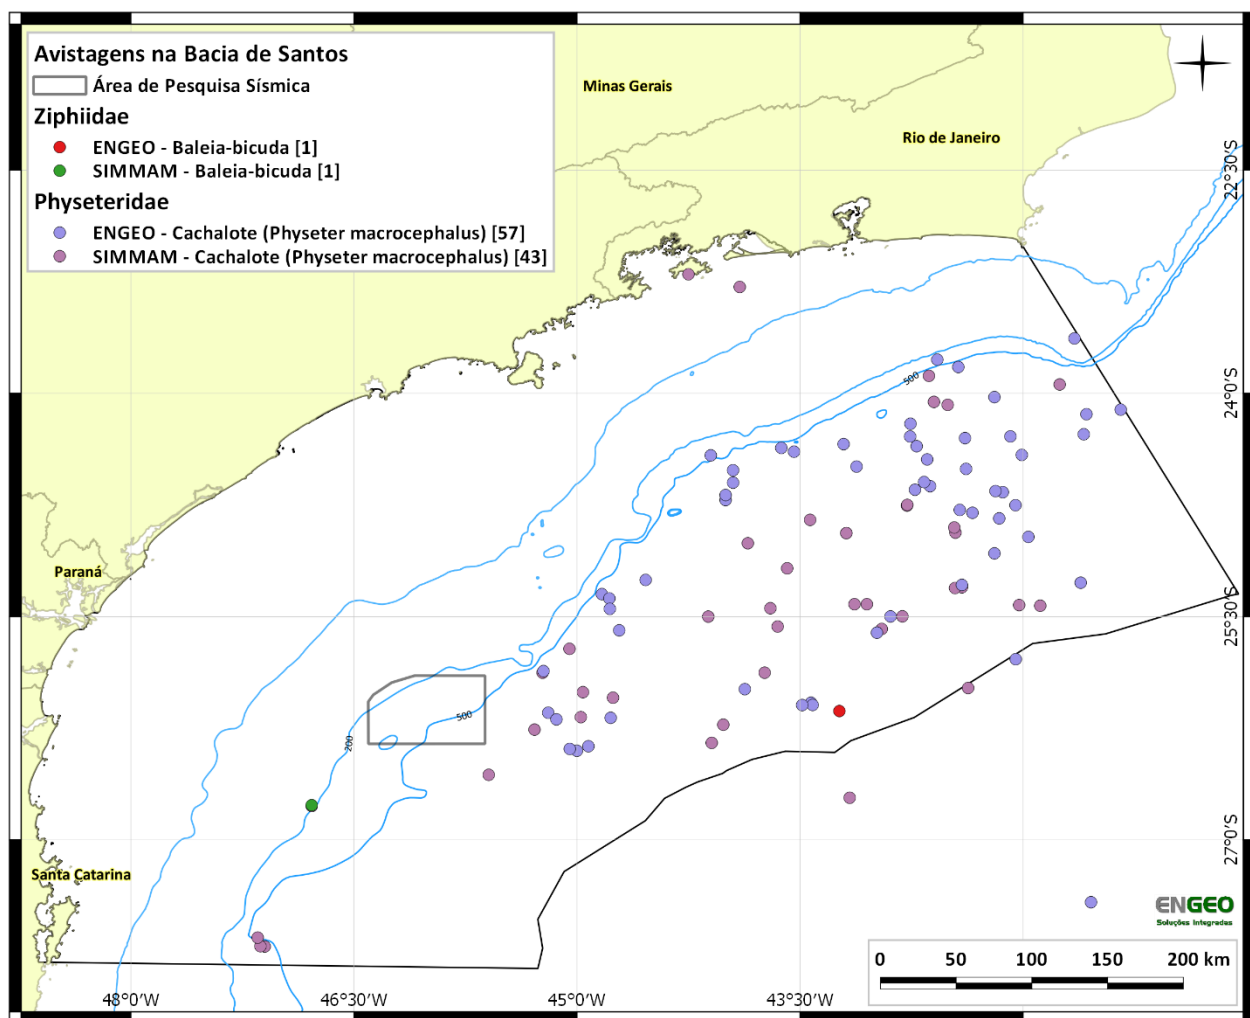 Avistagens na Bacia de Santos
Área de Pesquisa Sísmica
Ziphiidae
ENGEO - Baleia-bicuda [1]
SIMMAM - Baleia-bicuda [1]
Physeteridae
ENGEO - Cachalote (Physeter macrocephalus) [57]
SIMMAM - Cachalote (Physeter macrocephalus) [43]
Minas Gerais
Rio de Janeiro
Paraná
Santa Catarina
500
500
200
22°30'S
24°0'S
25°30'S
27°0'S
48°0'W
46°30'W
45°0'W
43°30'W
ENGEO
Soluções Integradas
0 50 100 150 200 km